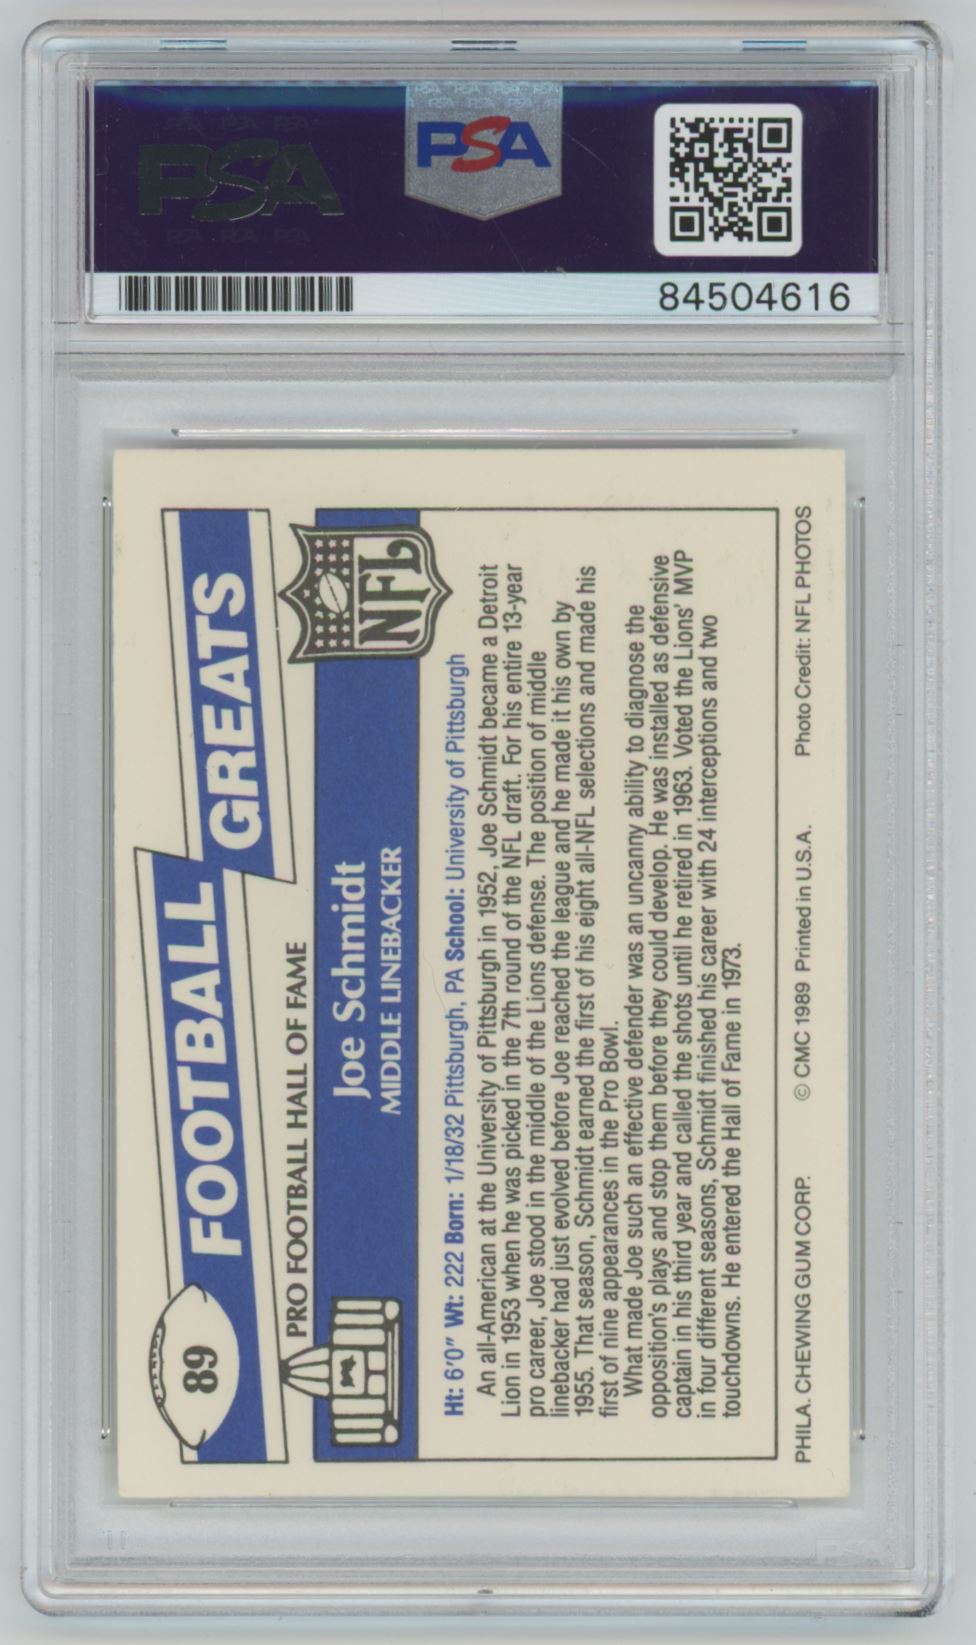 PSA
PSA
84504616
89
FOOTBALL
GREATS
PRO FOOTBALL HALL OF FAME
Joe Schmidt
MIDDLE LINEBACKER
NFL
Ht: 6'0" Wt: 222 Born: 1/18/32 Pittsburgh, PA School: University of Pittsburgh
An all-American at the University of Pittsburgh in 1952, Joe Schmidt became a Detroit
Lion in 1953 when he was picked in the 7th round of the NFL draft. For his entire 13-year
pro career, Joe stood in the middle of the Lions defense. The position of middle
linebacker had just evolved before Joe reached the league and he made it his own by
1955. That season, Schmidt earned the first of his eight all-NFL selections and made his
first of nine appearances in the Pro Bowl.
What made Joe such an effective defender was an uncanny ability to diagnose the
opposition's plays and stop them before they could develop. He was installed as defensive
captain in his third year and called the shots until he retired in 1963. Voted the Lions' MVP
in four different seasons, Schmidt finished his career with 24 interceptions and two
touchdowns. He entered the Hall of Fame in 1973.
PHILA. CHEWING GUM CORP. © CMC 1989 Printed in U.S.A. Photo Credit: NFL PHOTOS